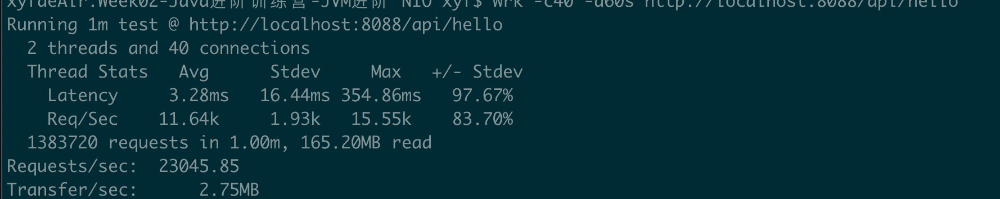 xyfdeAir:Week02-Java进阶训练营-JVM进阶 NIO xyf$ wrk -c40 -d60s http://localhost:8088/api/hello
Running 1m test @ http://localhost:8088/api/hello
  2 threads and 40 connections
  Thread Stats   Avg      Stdev     Max   +/- Stdev
    Latency     3.28ms   16.44ms 354.86ms   97.67%
    Req/Sec    11.64k     1.93k   15.55k    83.70%
  1383720 requests in 1.00m, 165.20MB read
Requests/sec:  23045.85
Transfer/sec:      2.75MB